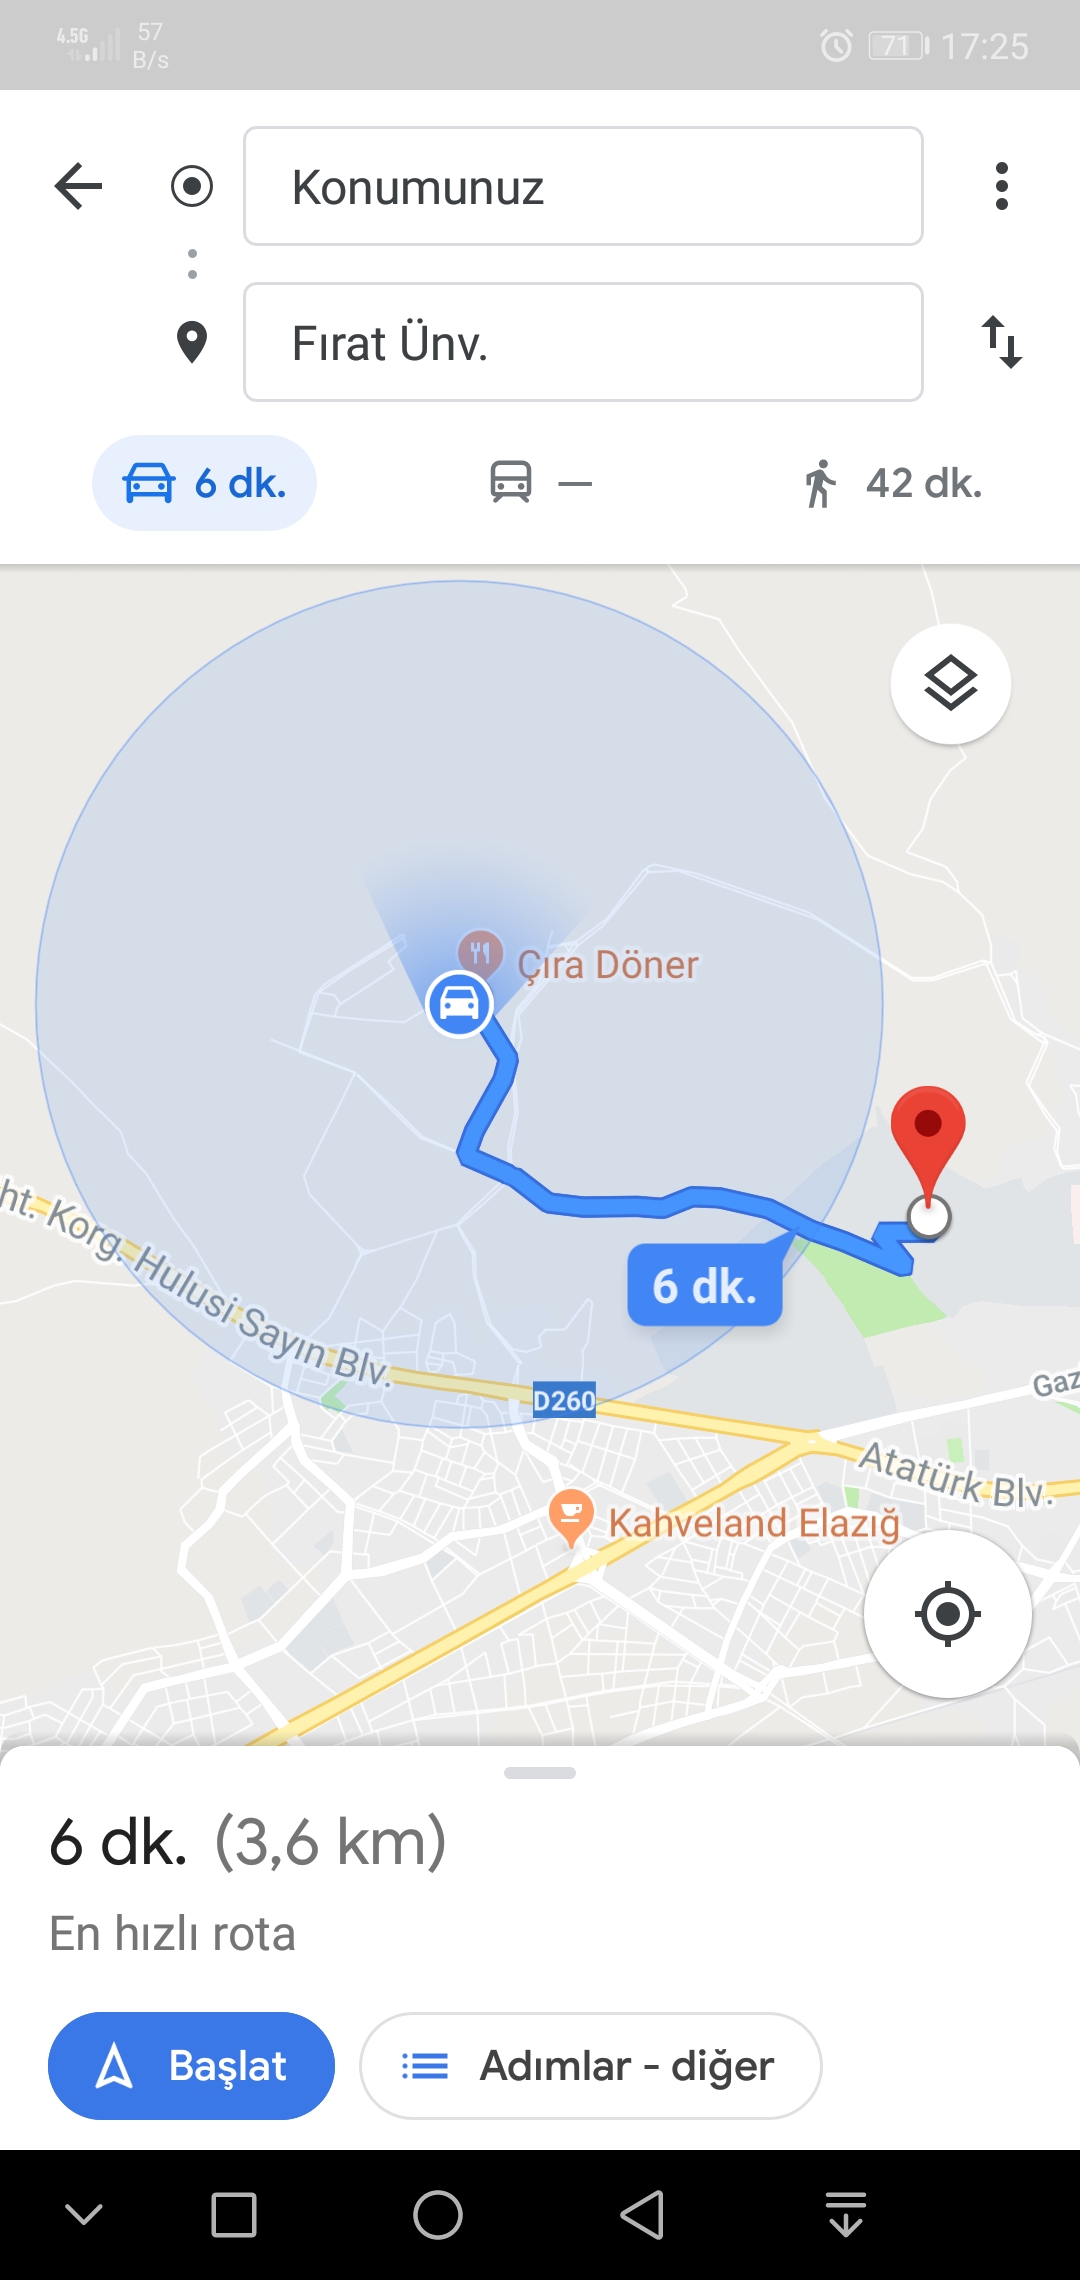 4.5G 57 B/s 71 17:25
Konumunuz
Fırat Ünv.
6 dk. — 42 dk.
Çıra Döner
ht. Korg. Hulusi Sayın Blv.
6 dk.
D260
Gaz
Atatürk Blv.
Kahveland Elazığ
6 dk. (3,6 km)
En hızlı rota
Başlat
Adımlar - diğer